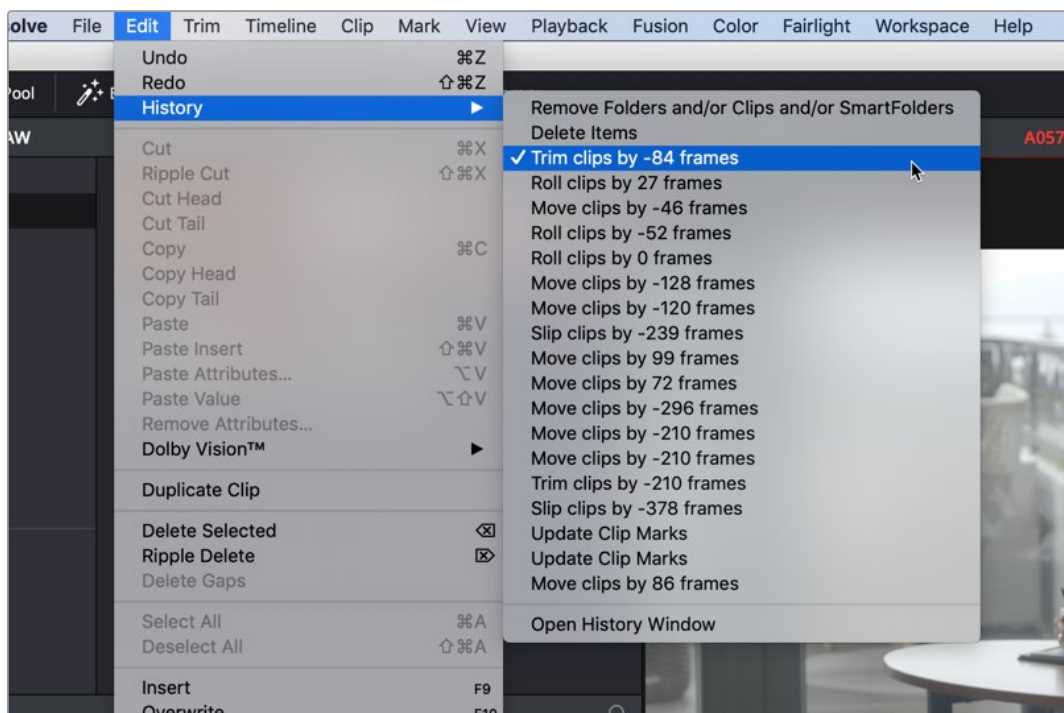 olve File Edit Trim Timeline Clip Mark View Playback Fusion Color Fairlight Workspace Help
Undo ⌘Z
Redo ⇧⌘Z
ool
History ▶
AW
A057
Cut ⌘X
Ripple Cut ⇧⌘X
Cut Head
Cut Tail
Copy ⌘C
Copy Head
Copy Tail
Paste ⌘V
Paste Insert ⇧⌘V
Paste Attributes... ⌥V
Paste Value ⌥⇧V
Remove Attributes...
Dolby Vision™ ▶
Duplicate Clip
Delete Selected ⌫
Ripple Delete ⌦
Delete Gaps
Select All ⌘A
Deselect All ⇧⌘A
Insert F9
Overwrite F10
Remove Folders and/or Clips and/or SmartFolders
Delete Items
✓ Trim clips by -84 frames
Roll clips by 27 frames
Move clips by -46 frames
Roll clips by -52 frames
Roll clips by 0 frames
Move clips by -128 frames
Move clips by -120 frames
Slip clips by -239 frames
Move clips by 99 frames
Move clips by 72 frames
Move clips by -296 frames
Move clips by -210 frames
Move clips by -210 frames
Trim clips by -210 frames
Slip clips by -378 frames
Update Clip Marks
Update Clip Marks
Move clips by 86 frames
Open History Window